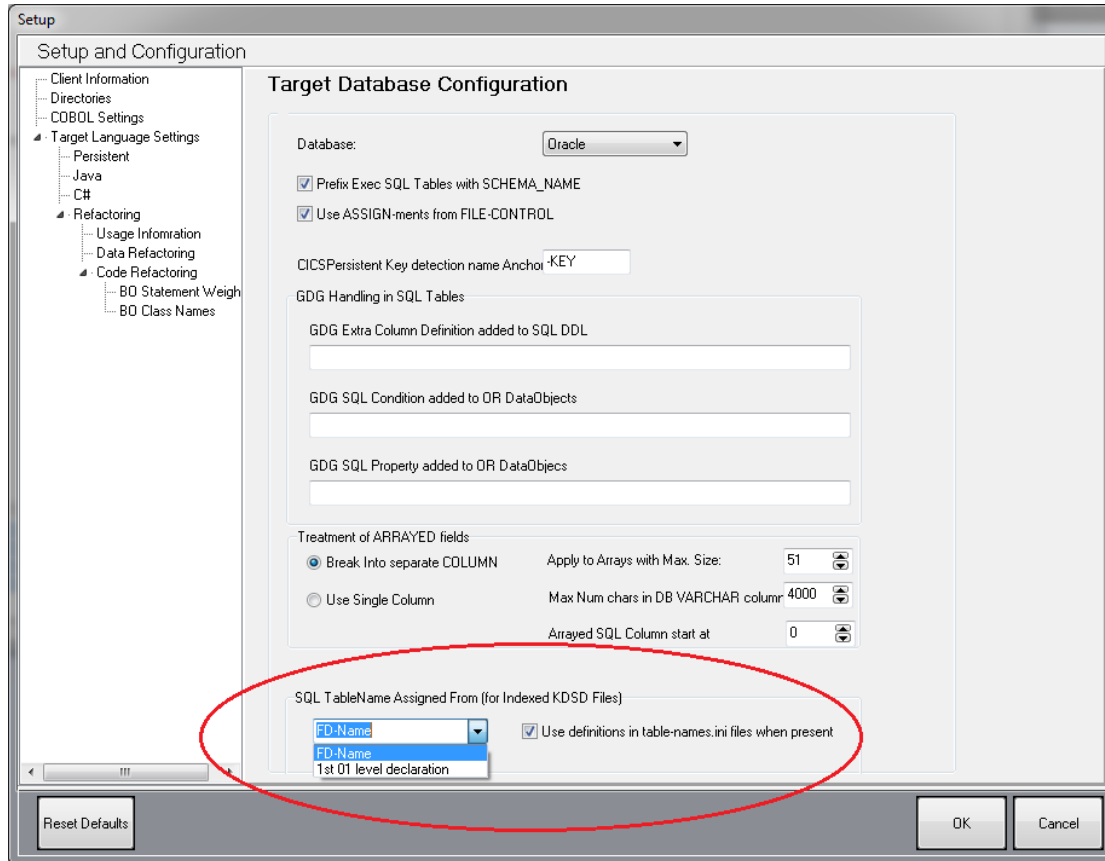 Setup
Setup and Configuration
Client Information
Directories
COBOL Settings
Target Language Settings
Persistent
Java
C#
Refactoring
Usage Infomration
Data Refactoring
Code Refactoring
BO Statement Weigh
BO Class Names
Target Database Configuration
Database: Oracle
Prefix Exec SQL Tables with SCHEMA_NAME
Use ASSIGN-ments from FILE-CONTROL
CICSPersistent Key detection name Anchor -KEY
GDG Handling in SQL Tables
GDG Extra Column Definition added to SQL DDL
GDG SQL Condition added to OR DataObjects
GDG SQL Property added to OR DataObjecs
Treatment of ARRAYED fields
Break Into separate COLUMN Apply to Arrays with Max. Size: 51
Use Single Column Max Num chars in DB VARCHAR column 4000
Arrayed SQL Column start at 0
SQL TableName Assigned From (for Indexed KDSD Files)
FD-Name Use definitions in table-names.ini files when present
FD-Name
1st 01 level declaration
Reset Defaults OK Cancel